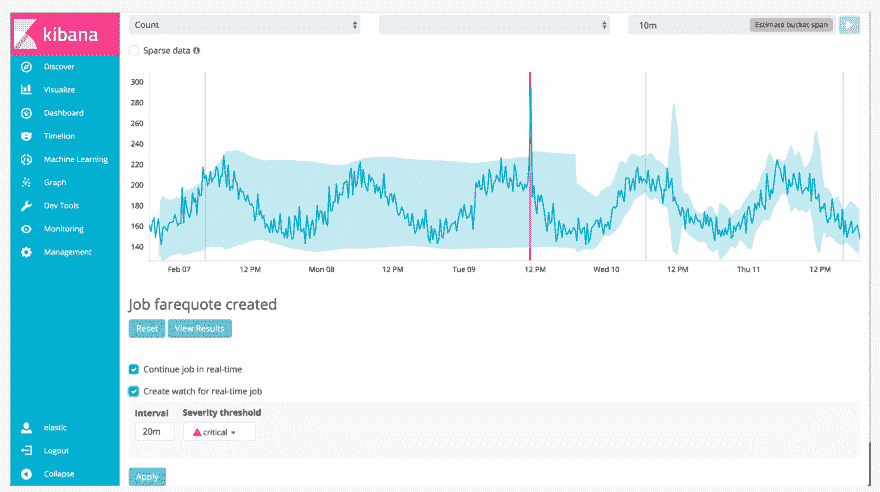 kibana
Discover
Visualize
Dashboard
Timelion
Machine Learning
Graph
Dev Tools
Monitoring
Management
elastic
Logout
Collapse
Count
10m Estimate bucket span
Sparse data
300
280
260
240
220
200
180
160
140
Feb 07 12 PM Mon 08 12 PM Tue 09 12 PM Wed 10 12 PM Thu 11 12 PM
Job farequote created
Reset View Results
Continue job in real-time
Create watch for real-time job
Interval Severity threshold
20m critical
Apply